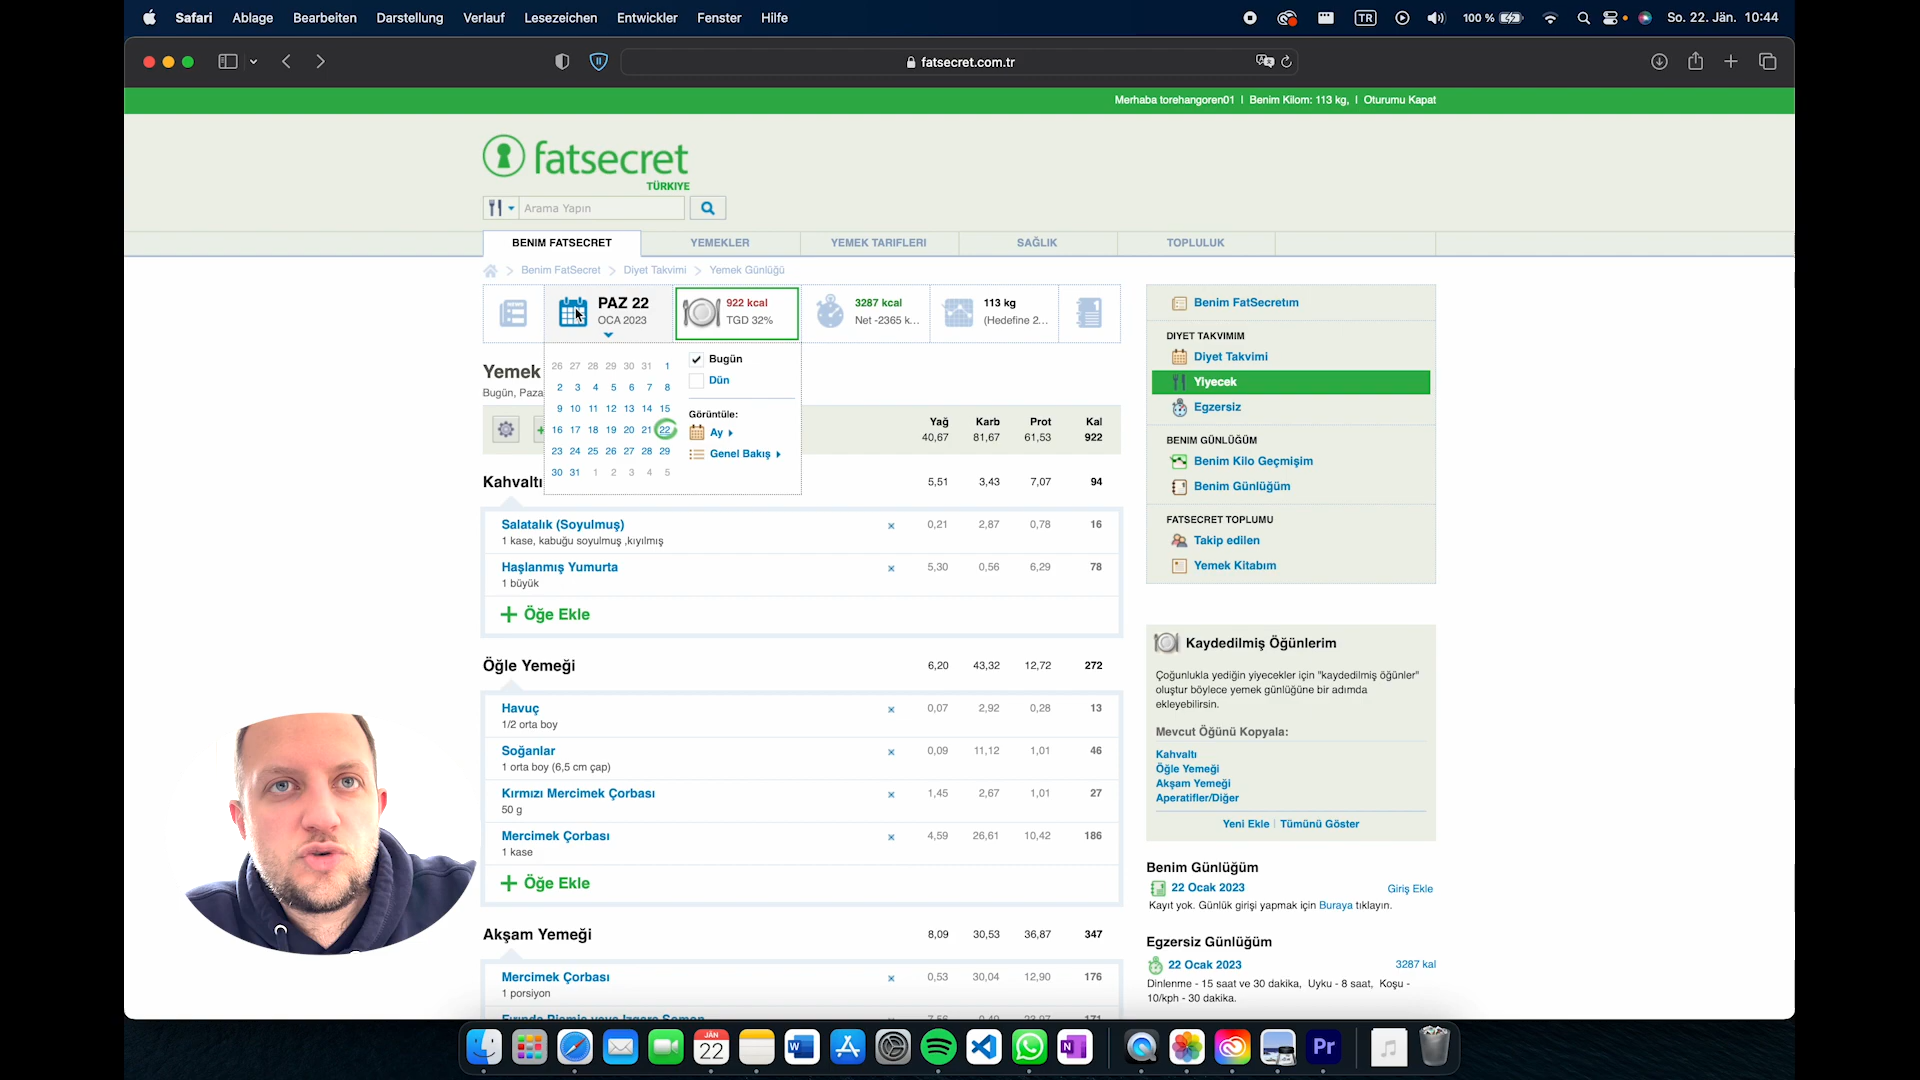 Safari Ablage Bearbeiten Darstellung Verlauf Lesezeichen Entwickler Fenster Hilfe TR 100 % So. 22. Jän. 10:44
fatsecret.com.tr
Merhaba torehangoren01 | Benim Kilom: 113 kg, | Oturumu Kapat
fatsecret
TÜRKIYE
Arama Yapın
BENIM FATSECRET YEMEKLER YEMEK TARIFLERI SAĞLIK TOPLULUK
Benim FatSecret > Diyet Takvimi > Yemek Günlüğü
PAZ 22
OCA 2023
922 kcal
TGD 32%
3287 kcal
Net -2365 k...
113 kg
(Hedefine 2...
Yemek
Bugün, Paza
26 27 28 29 30 31 1
2 3 4 5 6 7 8
9 10 11 12 13 14 15
16 17 18 19 20 21 22
23 24 25 26 27 28 29
30 31 1 2 3 4 5
Bugün
Dün
Görüntüle:
Ay
Genel Bakış
Yağ Karb Prot Kal
40,67 81,67 61,53 922
Kahvaltı 5,51 3,43 7,07 94
Salatalık (Soyulmuş) 0,21 2,87 0,78 16
1 kase, kabuğu soyulmuş ,kıyılmış
Haşlanmış Yumurta 5,30 0,56 6,29 78
1 büyük
+ Öğe Ekle
Öğle Yemeği 6,20 43,32 12,72 272
Havuç 0,07 2,92 0,28 13
1/2 orta boy
Soğanlar 0,09 11,12 1,01 46
1 orta boy (6,5 cm çap)
Kırmızı Mercimek Çorbası 1,45 2,67 1,01 27
50 g
Mercimek Çorbası 4,59 26,61 10,42 186
1 kase
+ Öğe Ekle
Akşam Yemeği 8,09 30,53 36,87 347
Mercimek Çorbası 0,53 30,04 12,90 176
1 porsiyon
Benim FatSecretım
DIYET TAKVIMIM
Diyet Takvimi
Yiyecek
Egzersiz
BENIM GÜNLÜĞÜM
Benim Kilo Geçmişim
Benim Günlüğüm
FATSECRET TOPLUMU
Takip edilen
Yemek Kitabım
Kaydedilmiş Öğünlerim
Çoğunlukla yediğin yiyecekler için "kaydedilmiş öğünler"
oluştur böylece yemek günlüğüne bir adımda
ekleyebilirsin.
Mevcut Öğünü Kopyala:
Kahvaltı
Öğle Yemeği
Akşam Yemeği
Aperatifler/Diğer
Yeni Ekle | Tümünü Göster
Benim Günlüğüm
22 Ocak 2023 Giriş Ekle
Kayıt yok. Günlük girişi yapmak için Buraya tıklayın.
Egzersiz Günlüğüm
22 Ocak 2023 3287 kal
Dinlenme - 15 saat ve 30 dakika, Uyku - 8 saat, Koşu -
10/kph - 30 dakika.
JÄN
22
W
N
Pr